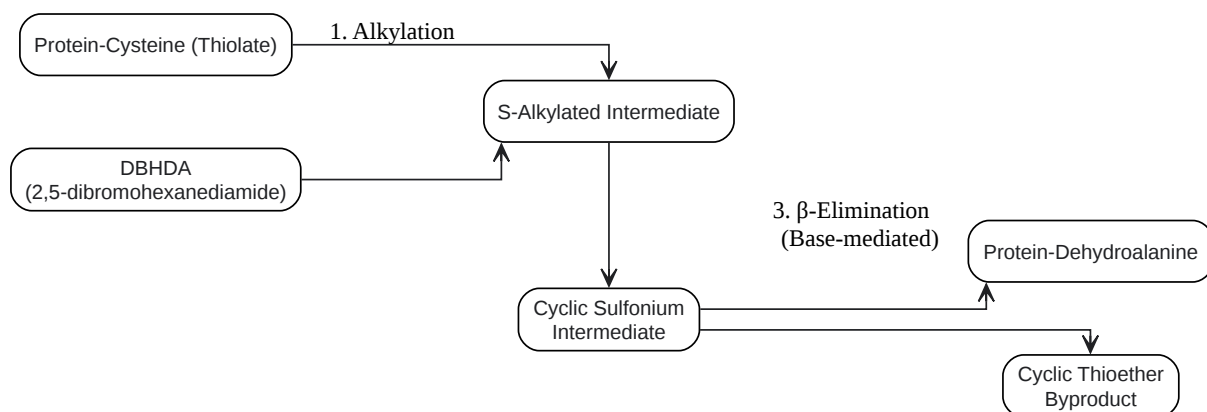 Protein-Cysteine (Thiolate)
1. Alkylation
S-Alkylated Intermediate
DBHDA
(2,5-dibromohexanediamide)
3. β-Elimination
(Base-mediated)
Protein-Dehydroalanine
Cyclic Sulfonium
Intermediate
Cyclic Thioether
Byproduct